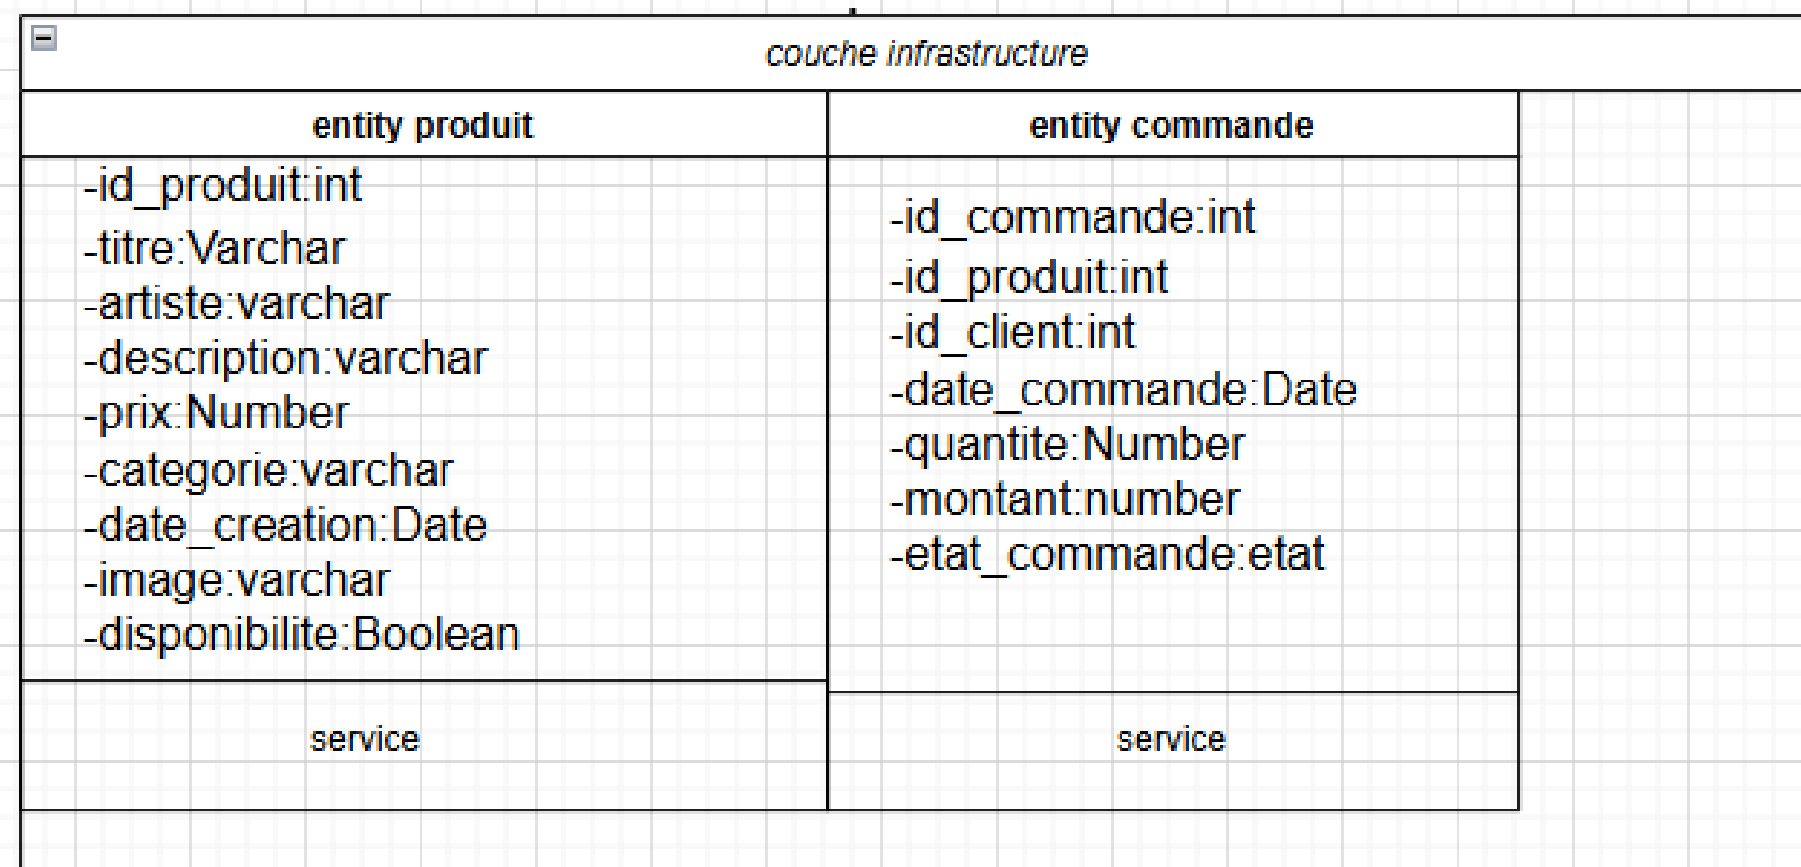 couche infrastructure
entity produit
-id_produit:int
-titre:Varchar
-artiste:varchar
-description:varchar
-prix:Number
-categorie:varchar
-date_creation:Date
-image:varchar
-disponibilite:Boolean
service
entity commande
-id_commande:int
-id_produit:int
-id_client:int
-date_commande:Date
-quantite:Number
-montant:number
-etat_commande:etat
service